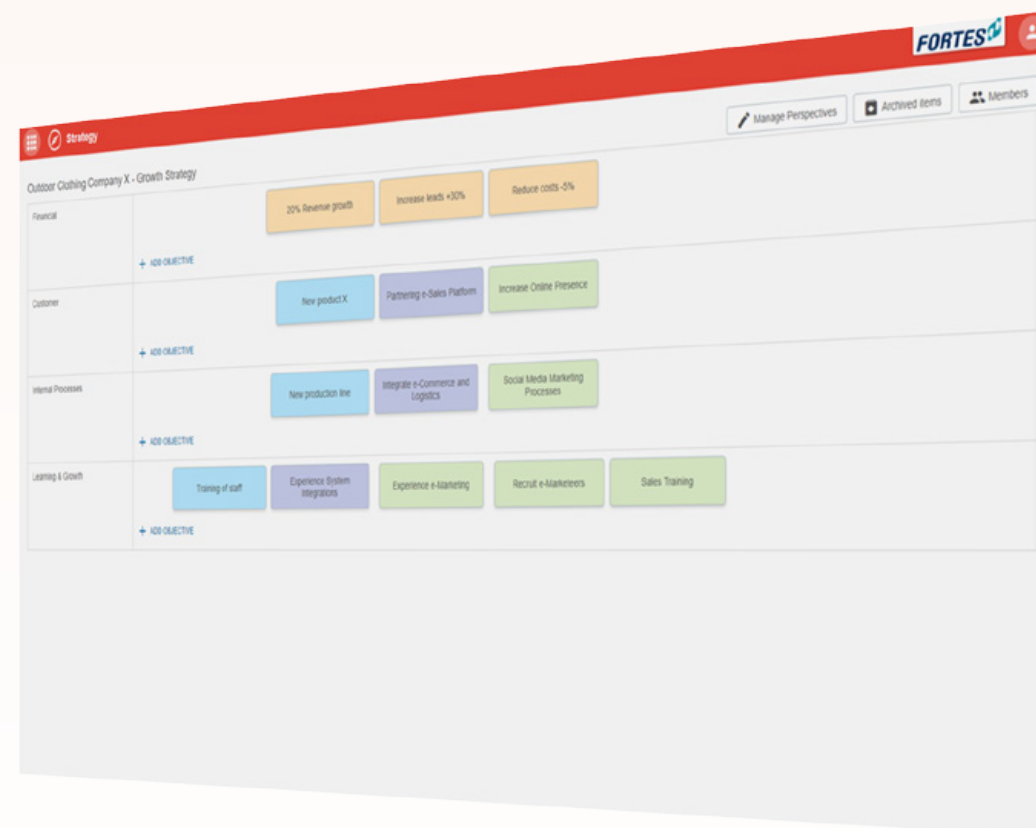 FORTES
Strategy
Manage Perspectives
Archived items
Members
Outdoor Clothing Company X - Growth Strategy
Financial
20% Revenue growth
Increase leads +30%
Reduce costs -5%
ADD OBJECTIVE
Customer
New product X
Partnering e-Sales Platform
Increase Online Presence
ADD OBJECTIVE
Internal Processes
New production line
Integrate e-Commerce and
Logistics
Social Media Marketing
Processes
ADD OBJECTIVE
Learning & Growth
Training of staff
Experience System
Integrations
Experience e-Marketing
Recruit e-Marketeers
Sales Training
ADD OBJECTIVE